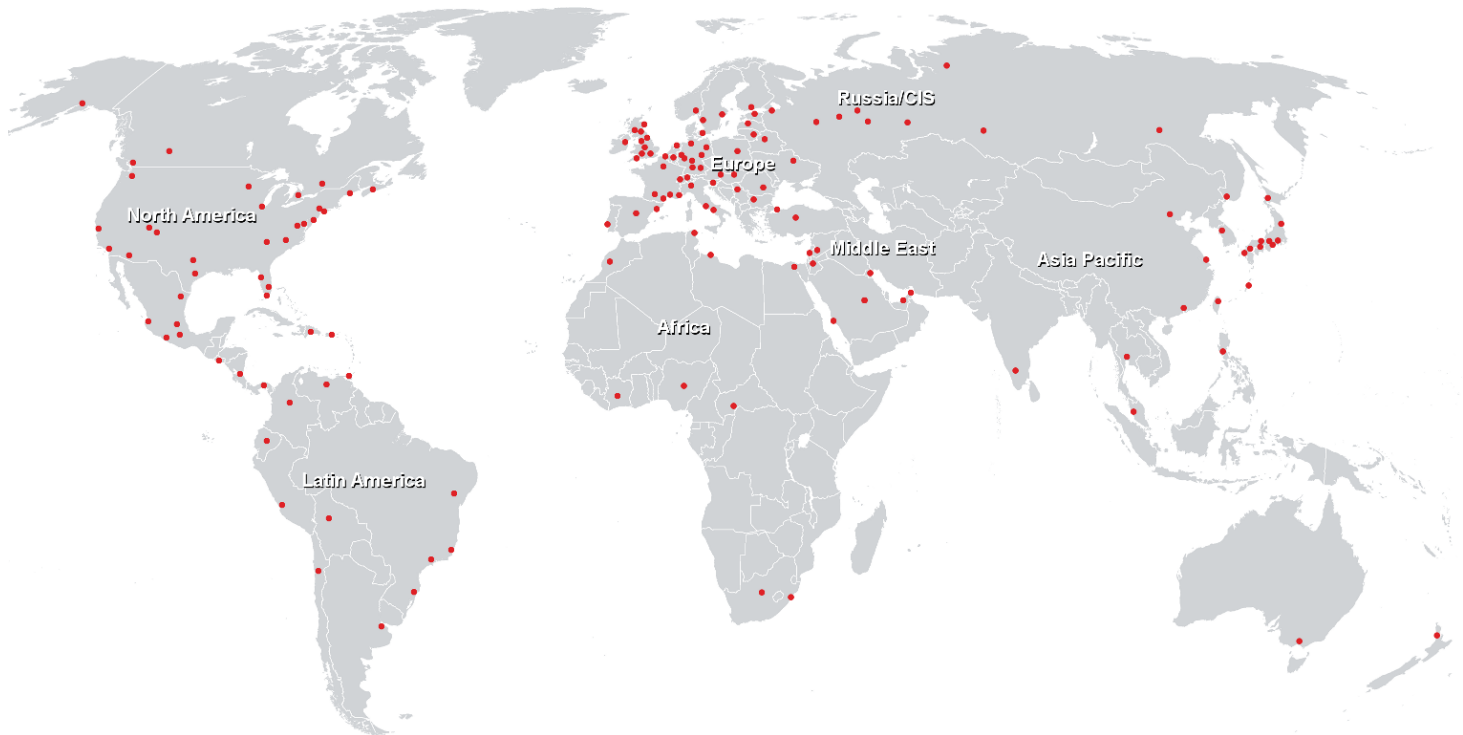 Russia/CIS
Europe
North America
Middle East
Asia Pacific
Africa
Latin America